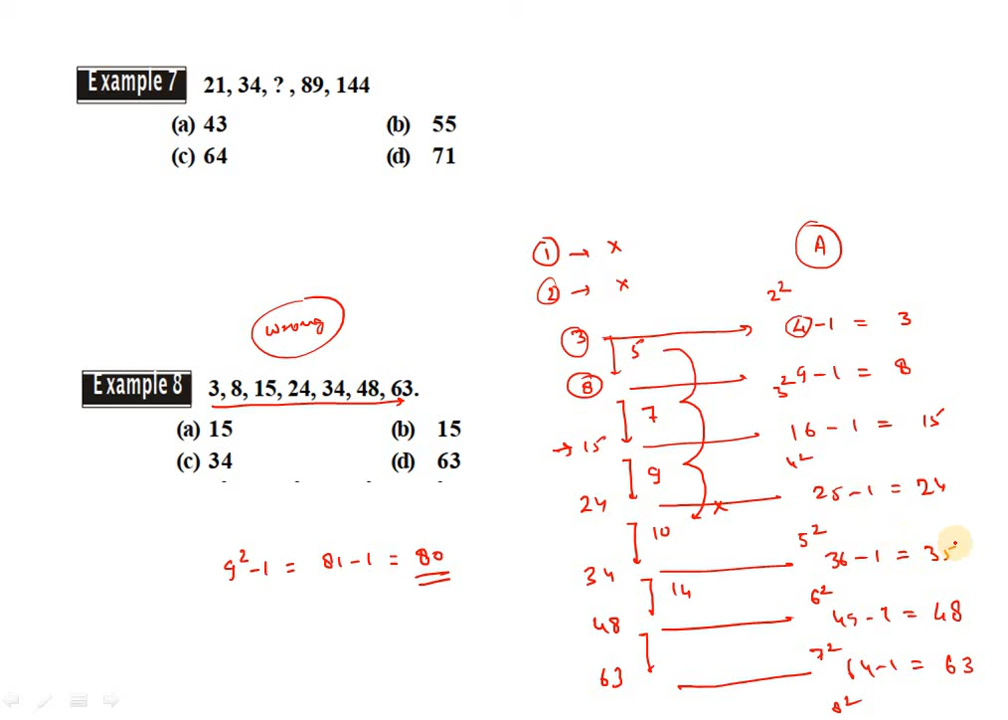 Example 7 21, 34, ? , 89, 144
(a) 43 (b) 55
(c) 64 (d) 71
① → x
② → x
A
2²
③ 4-1 = 3
5
⑧ 3² 9-1 = 8
7
→ 15 16-1 = 15
4²
9
24 25-1 = 24
x
10 5²
34 36-1 = 35
14 6²
48 49-1 = 48
7²
63 64-1 = 63
8²
wrong
Example 8 3, 8, 15, 24, 34, 48, 63.
(a) 15 (b) 15
(c) 34 (d) 63
9²-1 = 81-1 = 80